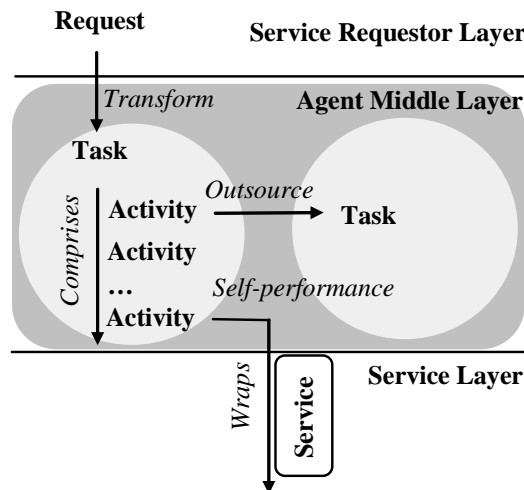 Request
Service Requestor Layer
Transform
Agent Middle Layer
Task
Comprises
Activity
Outsource
Task
Activity
...
Self-performance
Activity
Wraps
Service
Service Layer